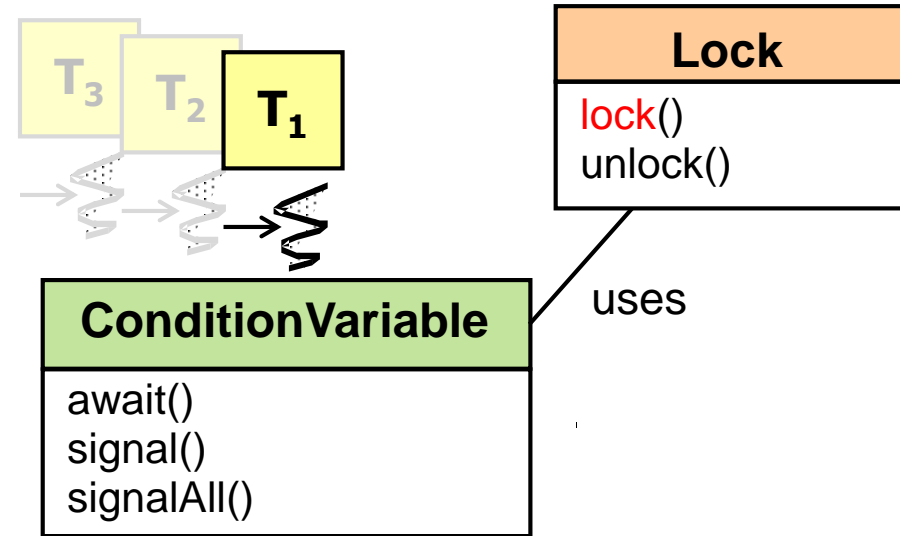 T3
T2
T1
Lock
lock()
unlock()
uses
ConditionVariable
await()
signal()
signalAll()